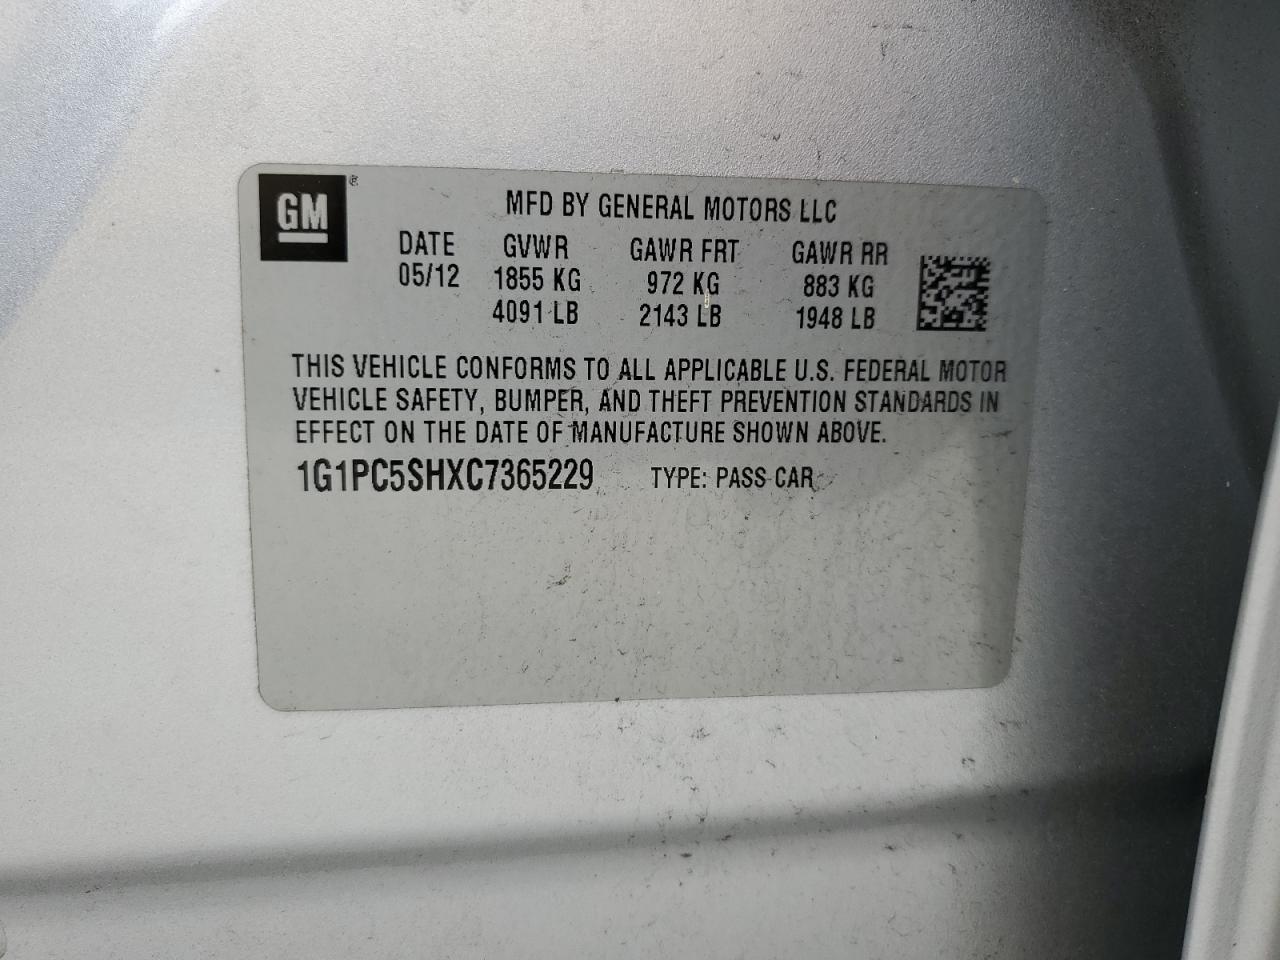 GM®
MFD BY GENERAL MOTORS LLC
DATE GVWR GAWR FRT GAWR RR
05/12 1855 KG 972 KG 883 KG
4091 LB 2143 LB 1948 LB
THIS VEHICLE CONFORMS TO ALL APPLICABLE U.S. FEDERAL MOTOR
VEHICLE SAFETY, BUMPER, AND THEFT PREVENTION STANDARDS IN
EFFECT ON THE DATE OF MANUFACTURE SHOWN ABOVE.
1G1PC5SHXC7365229 TYPE: PASS CAR